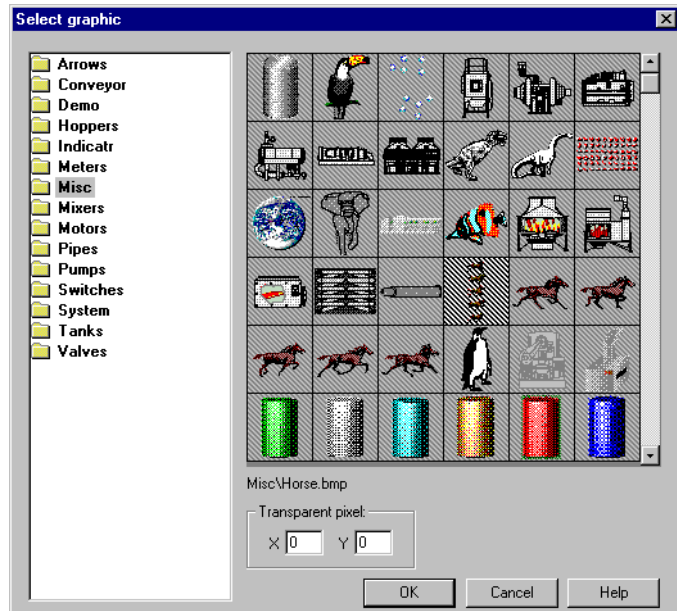 Select graphic
Arrows
Conveyor
Demo
Hoppers
Indicatr
Meters
Misc
Mixers
Motors
Pipes
Pumps
Switches
System
Tanks
Valves
Misc\Horse.bmp
Transparent pixel:
X 0 Y 0
OK Cancel Help